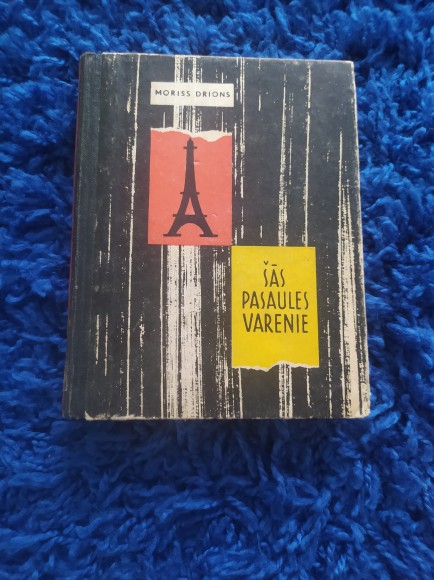 MORISS DRIONS
ŠĀS
PASAULES
VARENIE